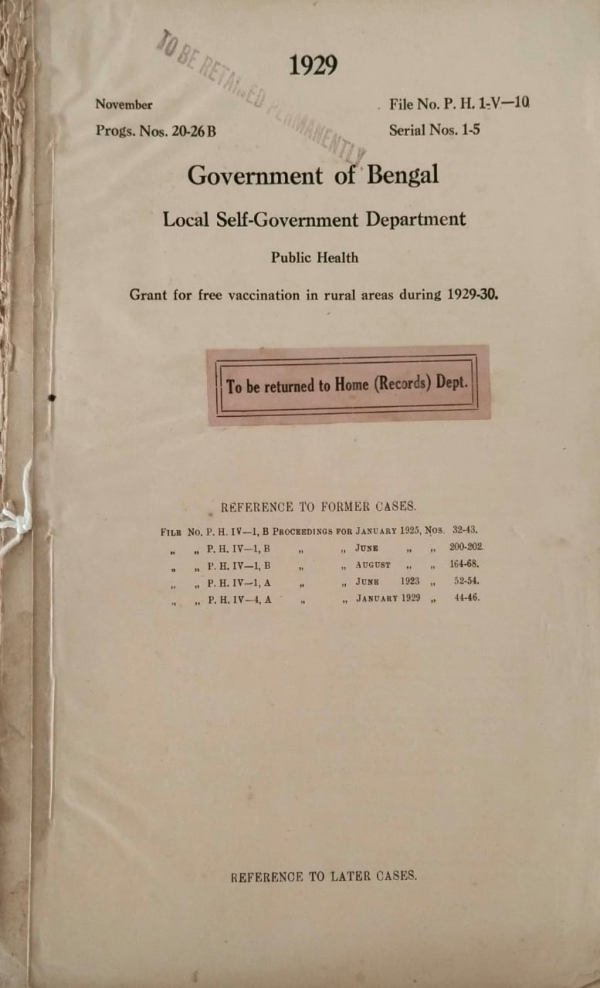 TO BE RETAINED PERMANENTLY
1929
November File No. P. H. 1-V—10
Progs. Nos. 20-26 B Serial Nos. 1-5
Government of Bengal
Local Self-Government Department
Public Health
Grant for free vaccination in rural areas during 1929-30.
To be returned to Home (Records) Dept.
REFERENCE TO FORMER CASES.
FILE NO. P. H. IV—1, B PROCEEDINGS FOR JANUARY 1925, NOS. 32-43.
„ „ P. H. IV—1, B „ „ JUNE „ „ 200-202.
„ „ P. H. IV—1, B „ „ AUGUST „ „ 164-68.
„ „ P. H. IV—1, A „ „ JUNE 1923 „ 52-54.
„ „ P. H. IV—4, A „ „ JANUARY 1929 „ 44-46.
REFERENCE TO LATER CASES.